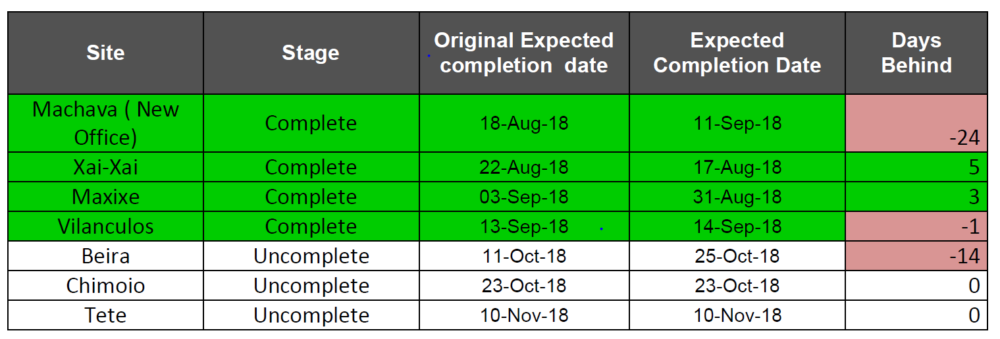 Site Stage Original Expected completion date Expected Completion Date Days Behind
Machava ( New Office) Complete 18-Aug-18 11-Sep-18 -24
Xai-Xai Complete 22-Aug-18 17-Aug-18 5
Maxixe Complete 03-Sep-18 31-Aug-18 3
Vilanculos Complete 13-Sep-18 14-Sep-18 -1
Beira Uncomplete 11-Oct-18 25-Oct-18 -14
Chimoio Uncomplete 23-Oct-18 23-Oct-18 0
Tete Uncomplete 10-Nov-18 10-Nov-18 0